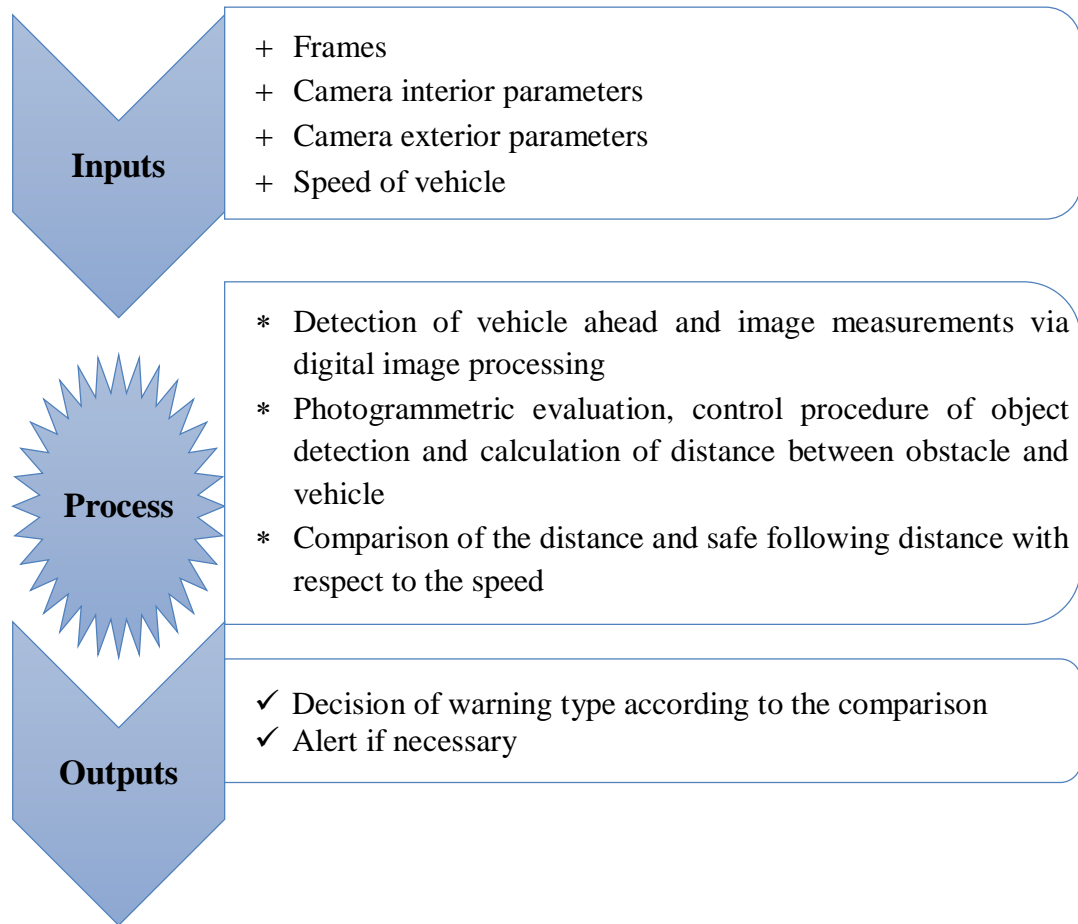 Inputs
+ Frames
+ Camera interior parameters
+ Camera exterior parameters
+ Speed of vehicle
Process
* Detection of vehicle ahead and image measurements via
digital image processing
* Photogrammetric evaluation, control procedure of object
detection and calculation of distance between obstacle and
vehicle
* Comparison of the distance and safe following distance with
respect to the speed
Outputs
✓ Decision of warning type according to the comparison
✓ Alert if necessary